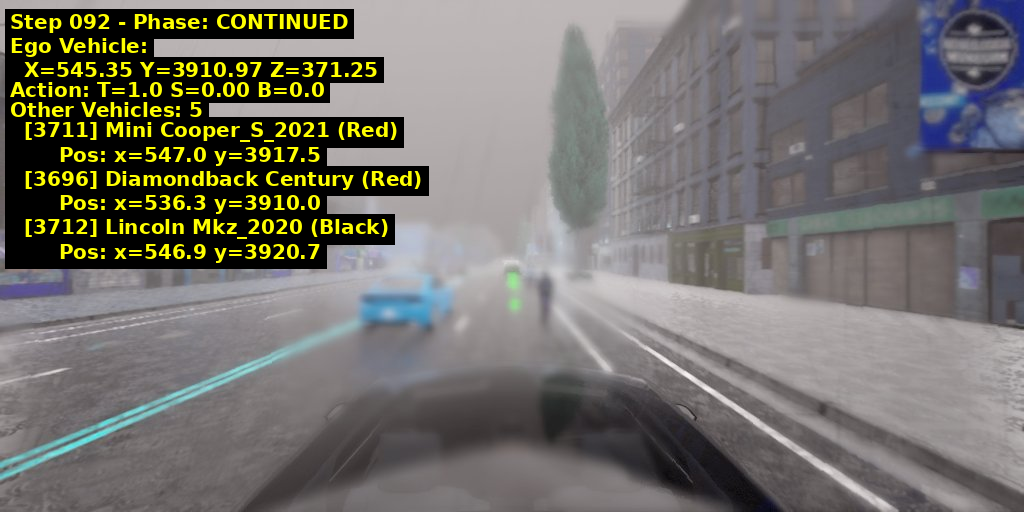 Step 092 - Phase: CONTINUED
Ego Vehicle:
X=545.35 Y=3910.97 Z=371.25
Action: T=1.0 S=0.00 B=0.0
Other Vehicles: 5
[3711] Mini Cooper_S_2021 (Red)
Pos: x=547.0 y=3917.5
[3696] Diamondback Century (Red)
Pos: x=536.3 y=3910.0
[3712] Lincoln Mkz_2020 (Black)
Pos: x=546.9 y=3920.7